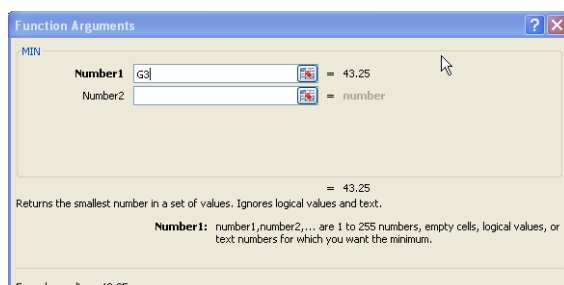 Function Arguments
MIN
Number1 G3 = 43.25
Number2 = number
= 43.25
Returns the smallest number in a set of values. Ignores logical values and text.
Number1: number1,number2,... are 1 to 255 numbers, empty cells, logical values, or
text numbers for which you want the minimum.